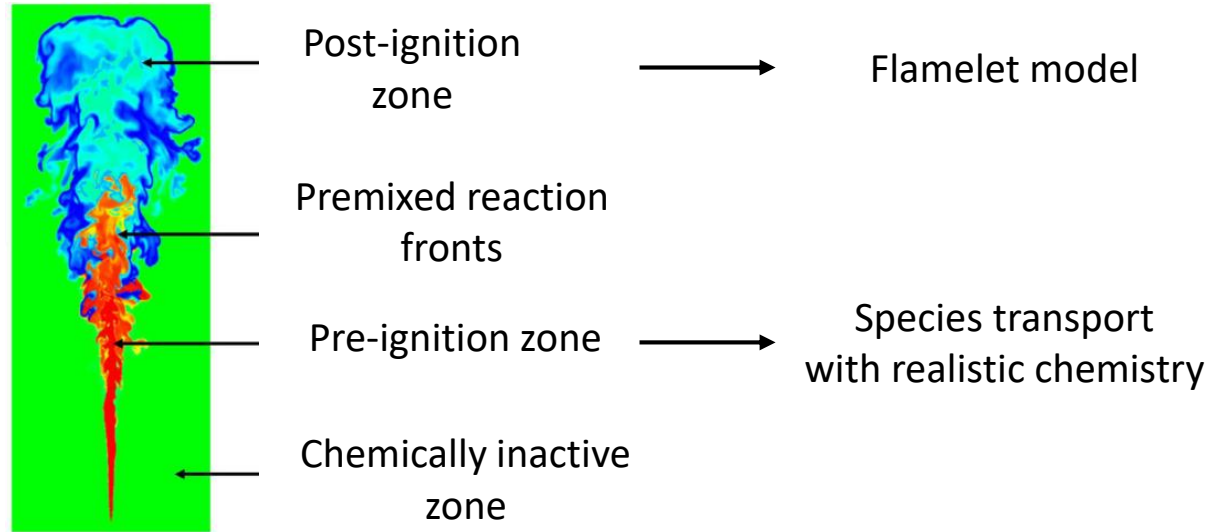 Post-ignition
zone
Flamelet model
Premixed reaction
fronts
Pre-ignition zone
Species transport
with realistic chemistry
Chemically inactive
zone